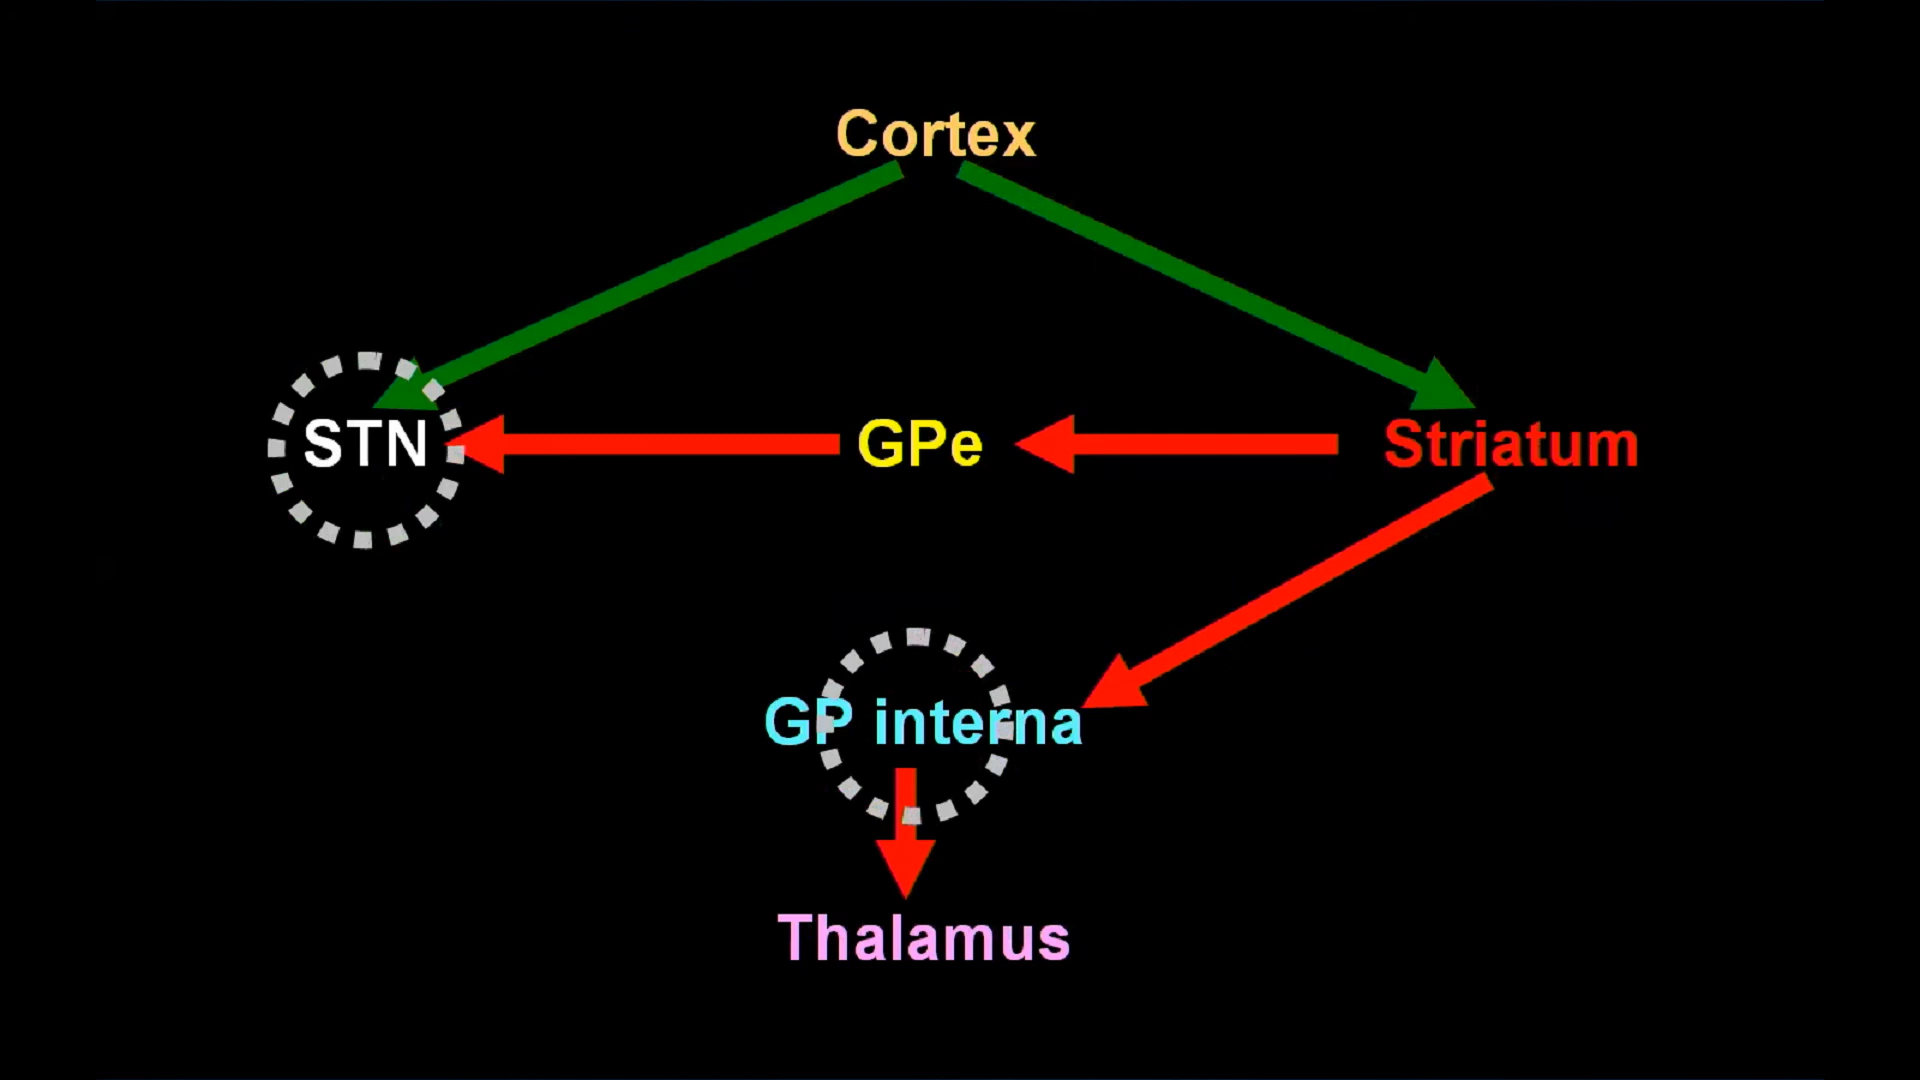 Cortex
STN
GPe
Striatum
GP interna
Thalamus